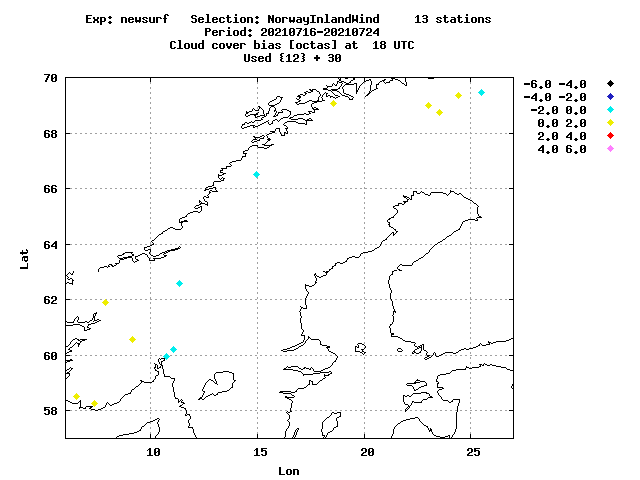 Exp: newsurf   Selection: NorwayInlandWind     13 stations
Period: 20210716-20210724
Cloud cover bias [octas] at  18 UTC
Used {12} + 30
-6.0 -4.0
-4.0 -2.0
-2.0 0.0
0.0 2.0
2.0 4.0
4.0 6.0
70
68
66
64
62
60
58
Lat
10 15 20 25
Lon